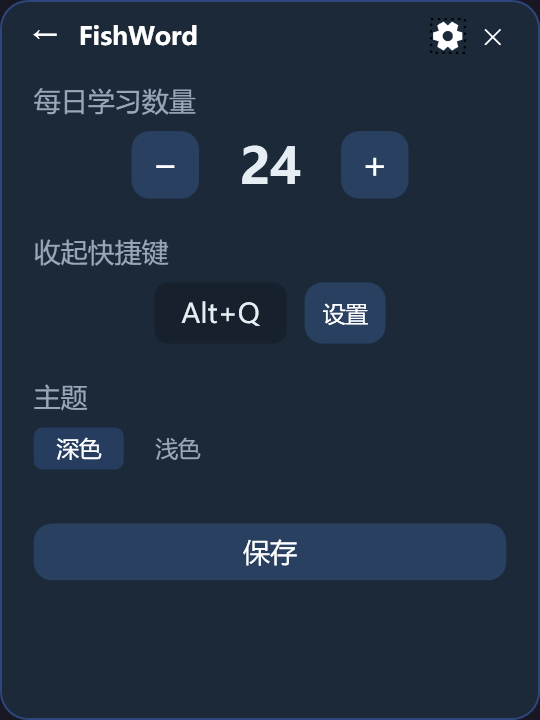 ← FishWord
每日学习数量
− 24 +
收起快捷键
Alt+Q 设置
主题
深色 浅色
保存